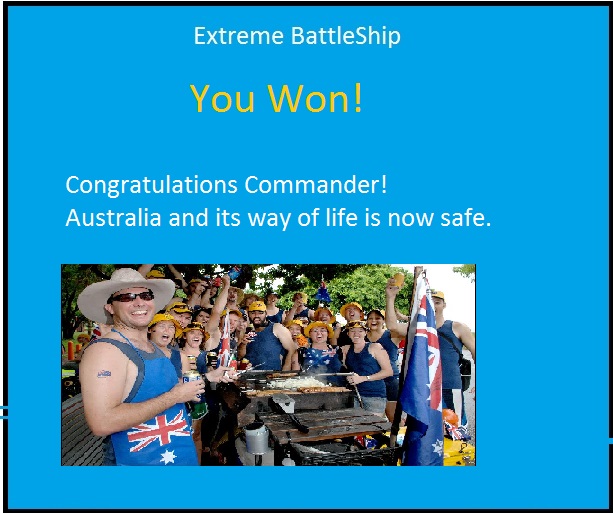 Extreme BattleShip
You Won!
Congratulations Commander!
Australia and its way of life is now safe.